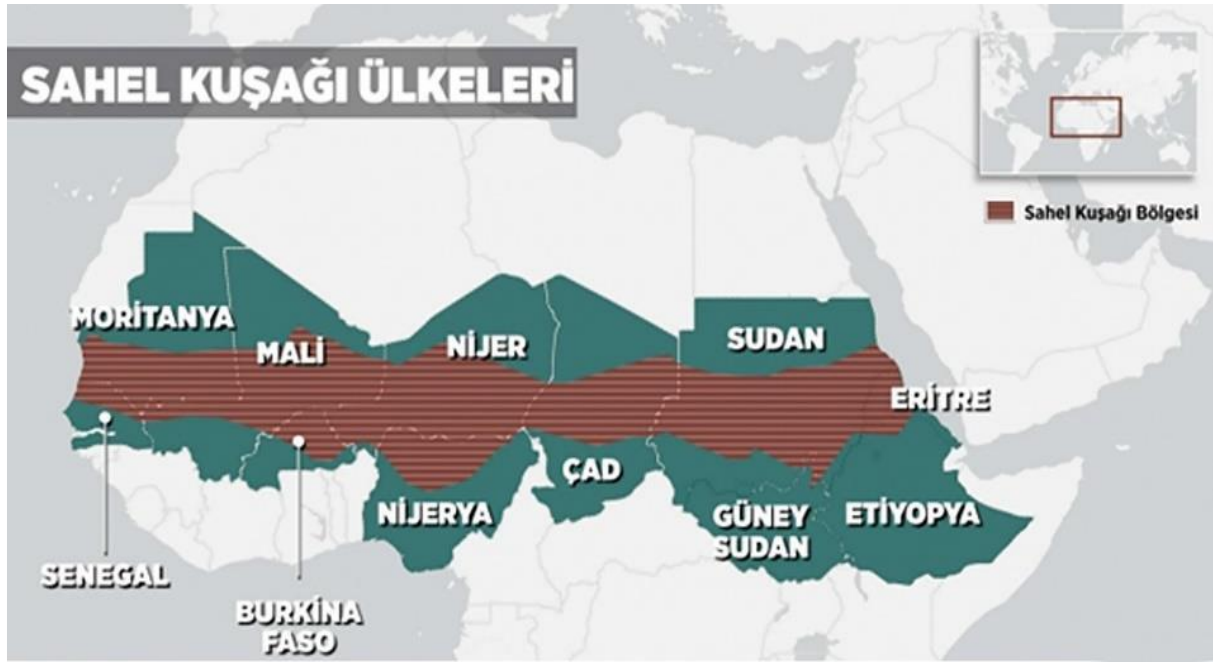 SAHEL KUŞAĞI ÜLKELERİ
Sahel Kuşağı Bölgesi
MORİTANYA
MALİ
NİJER
SUDAN
ERİTRE
ÇAD
NİJERYA
GÜNEY
SUDAN
ETİYOPYA
SENEGAL
BURKİNA
FASO